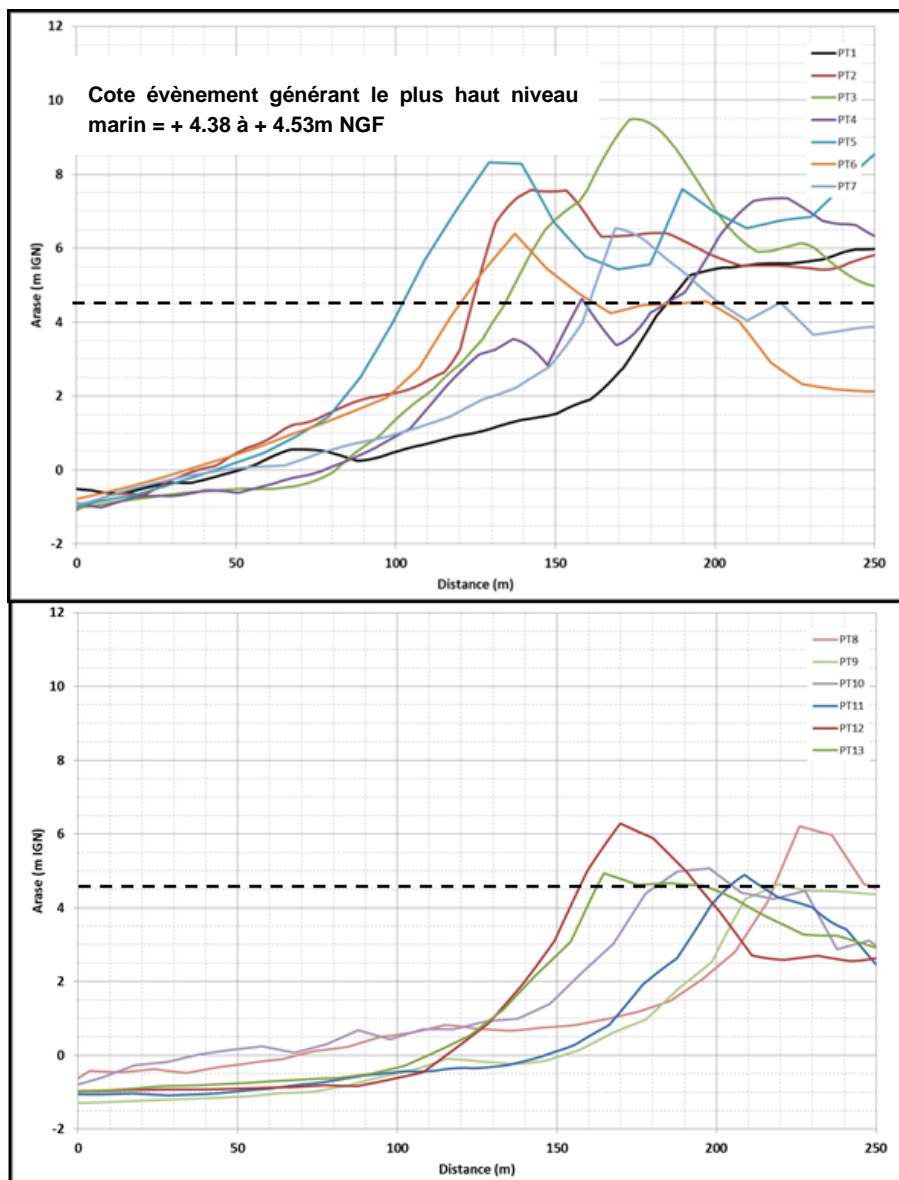 12
10
8
6
4
2
0
-2
Arase (m IGN)
Cote évènement générant le plus haut niveau
marin = + 4.38 à + 4.53m NGF
PT1
PT2
PT3
PT4
PT5
PT6
PT7
0 50 100 150 200 250
Distance (m)
12
10
8
6
4
2
0
-2
Arase (m IGN)
PT8
PT9
PT10
PT11
PT12
PT13
0 50 100 150 200 250
Distance (m)